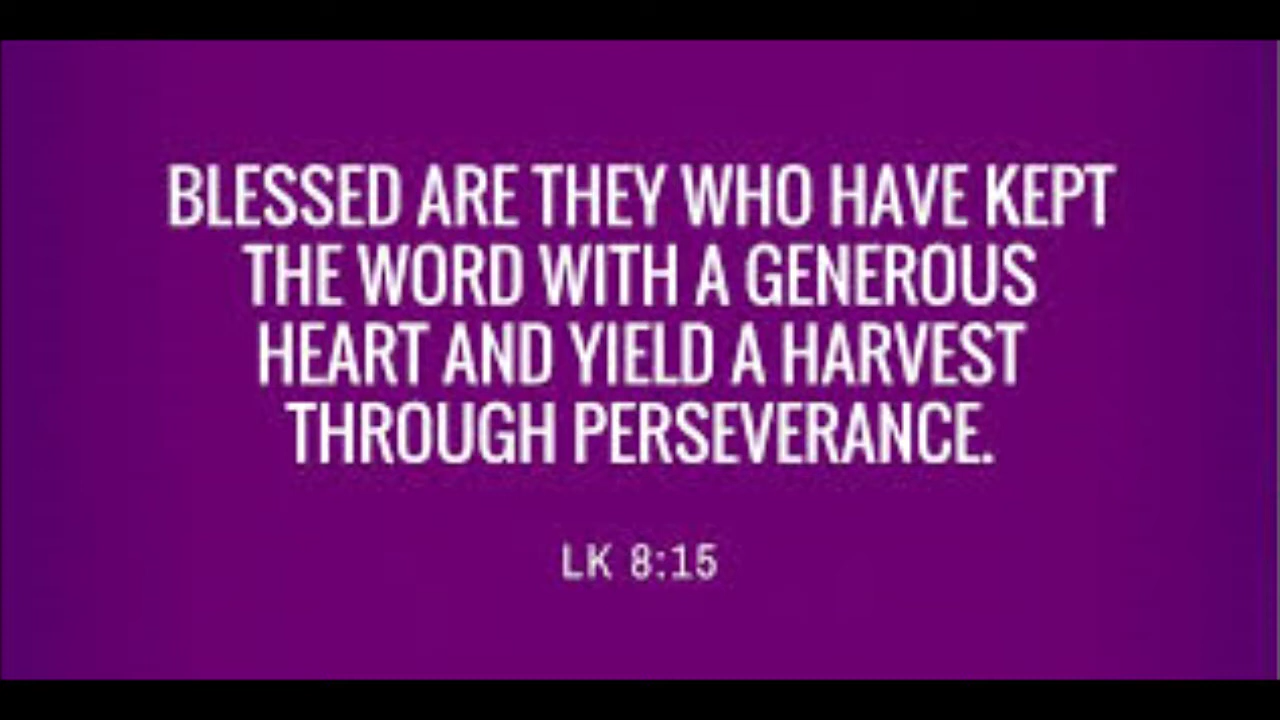 BLESSED ARE THEY WHO HAVE KEPT
THE WORD WITH A GENEROUS
HEART AND YIELD A HARVEST
THROUGH PERSEVERANCE.
LK 8:15